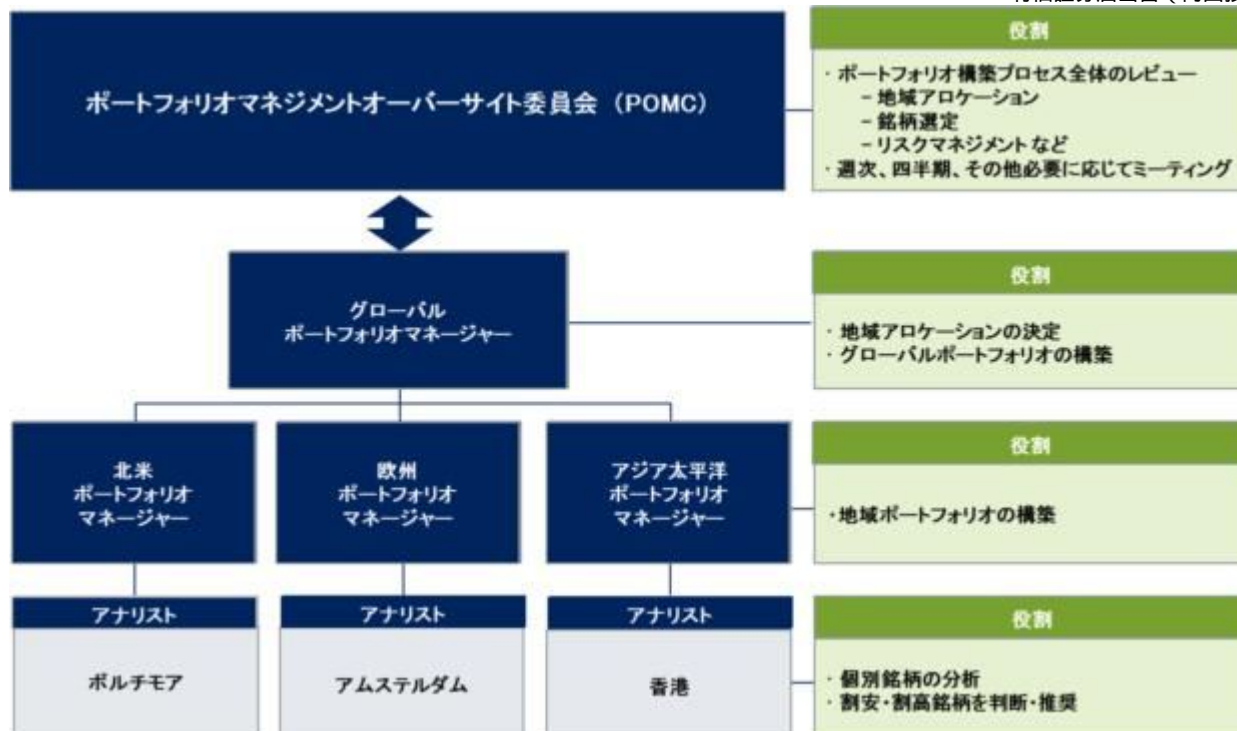 役割
ポートフォリオマネジメントオーバーサイト委員会 （POMC）
・ポートフォリオ構築プロセス全体のレビュー
－地域アロケーション
－銘柄選定
－リスクマネジメントなど
・週次、四半期、その他必要に応じてミーティング
グローバル
ポートフォリオマネージャー
役割
・地域アロケーションの決定
・グローバルポートフォリオの構築
北米
ポートフォリオ
マネージャー
欧州
ポートフォリオ
マネージャー
アジア太平洋
ポートフォリオ
マネージャー
役割
・地域ポートフォリオの構築
アナリスト
ボルチモア
アナリスト
アムステルダム
アナリスト
香港
役割
・個別銘柄の分析
・割安・割高銘柄を判断・推奨